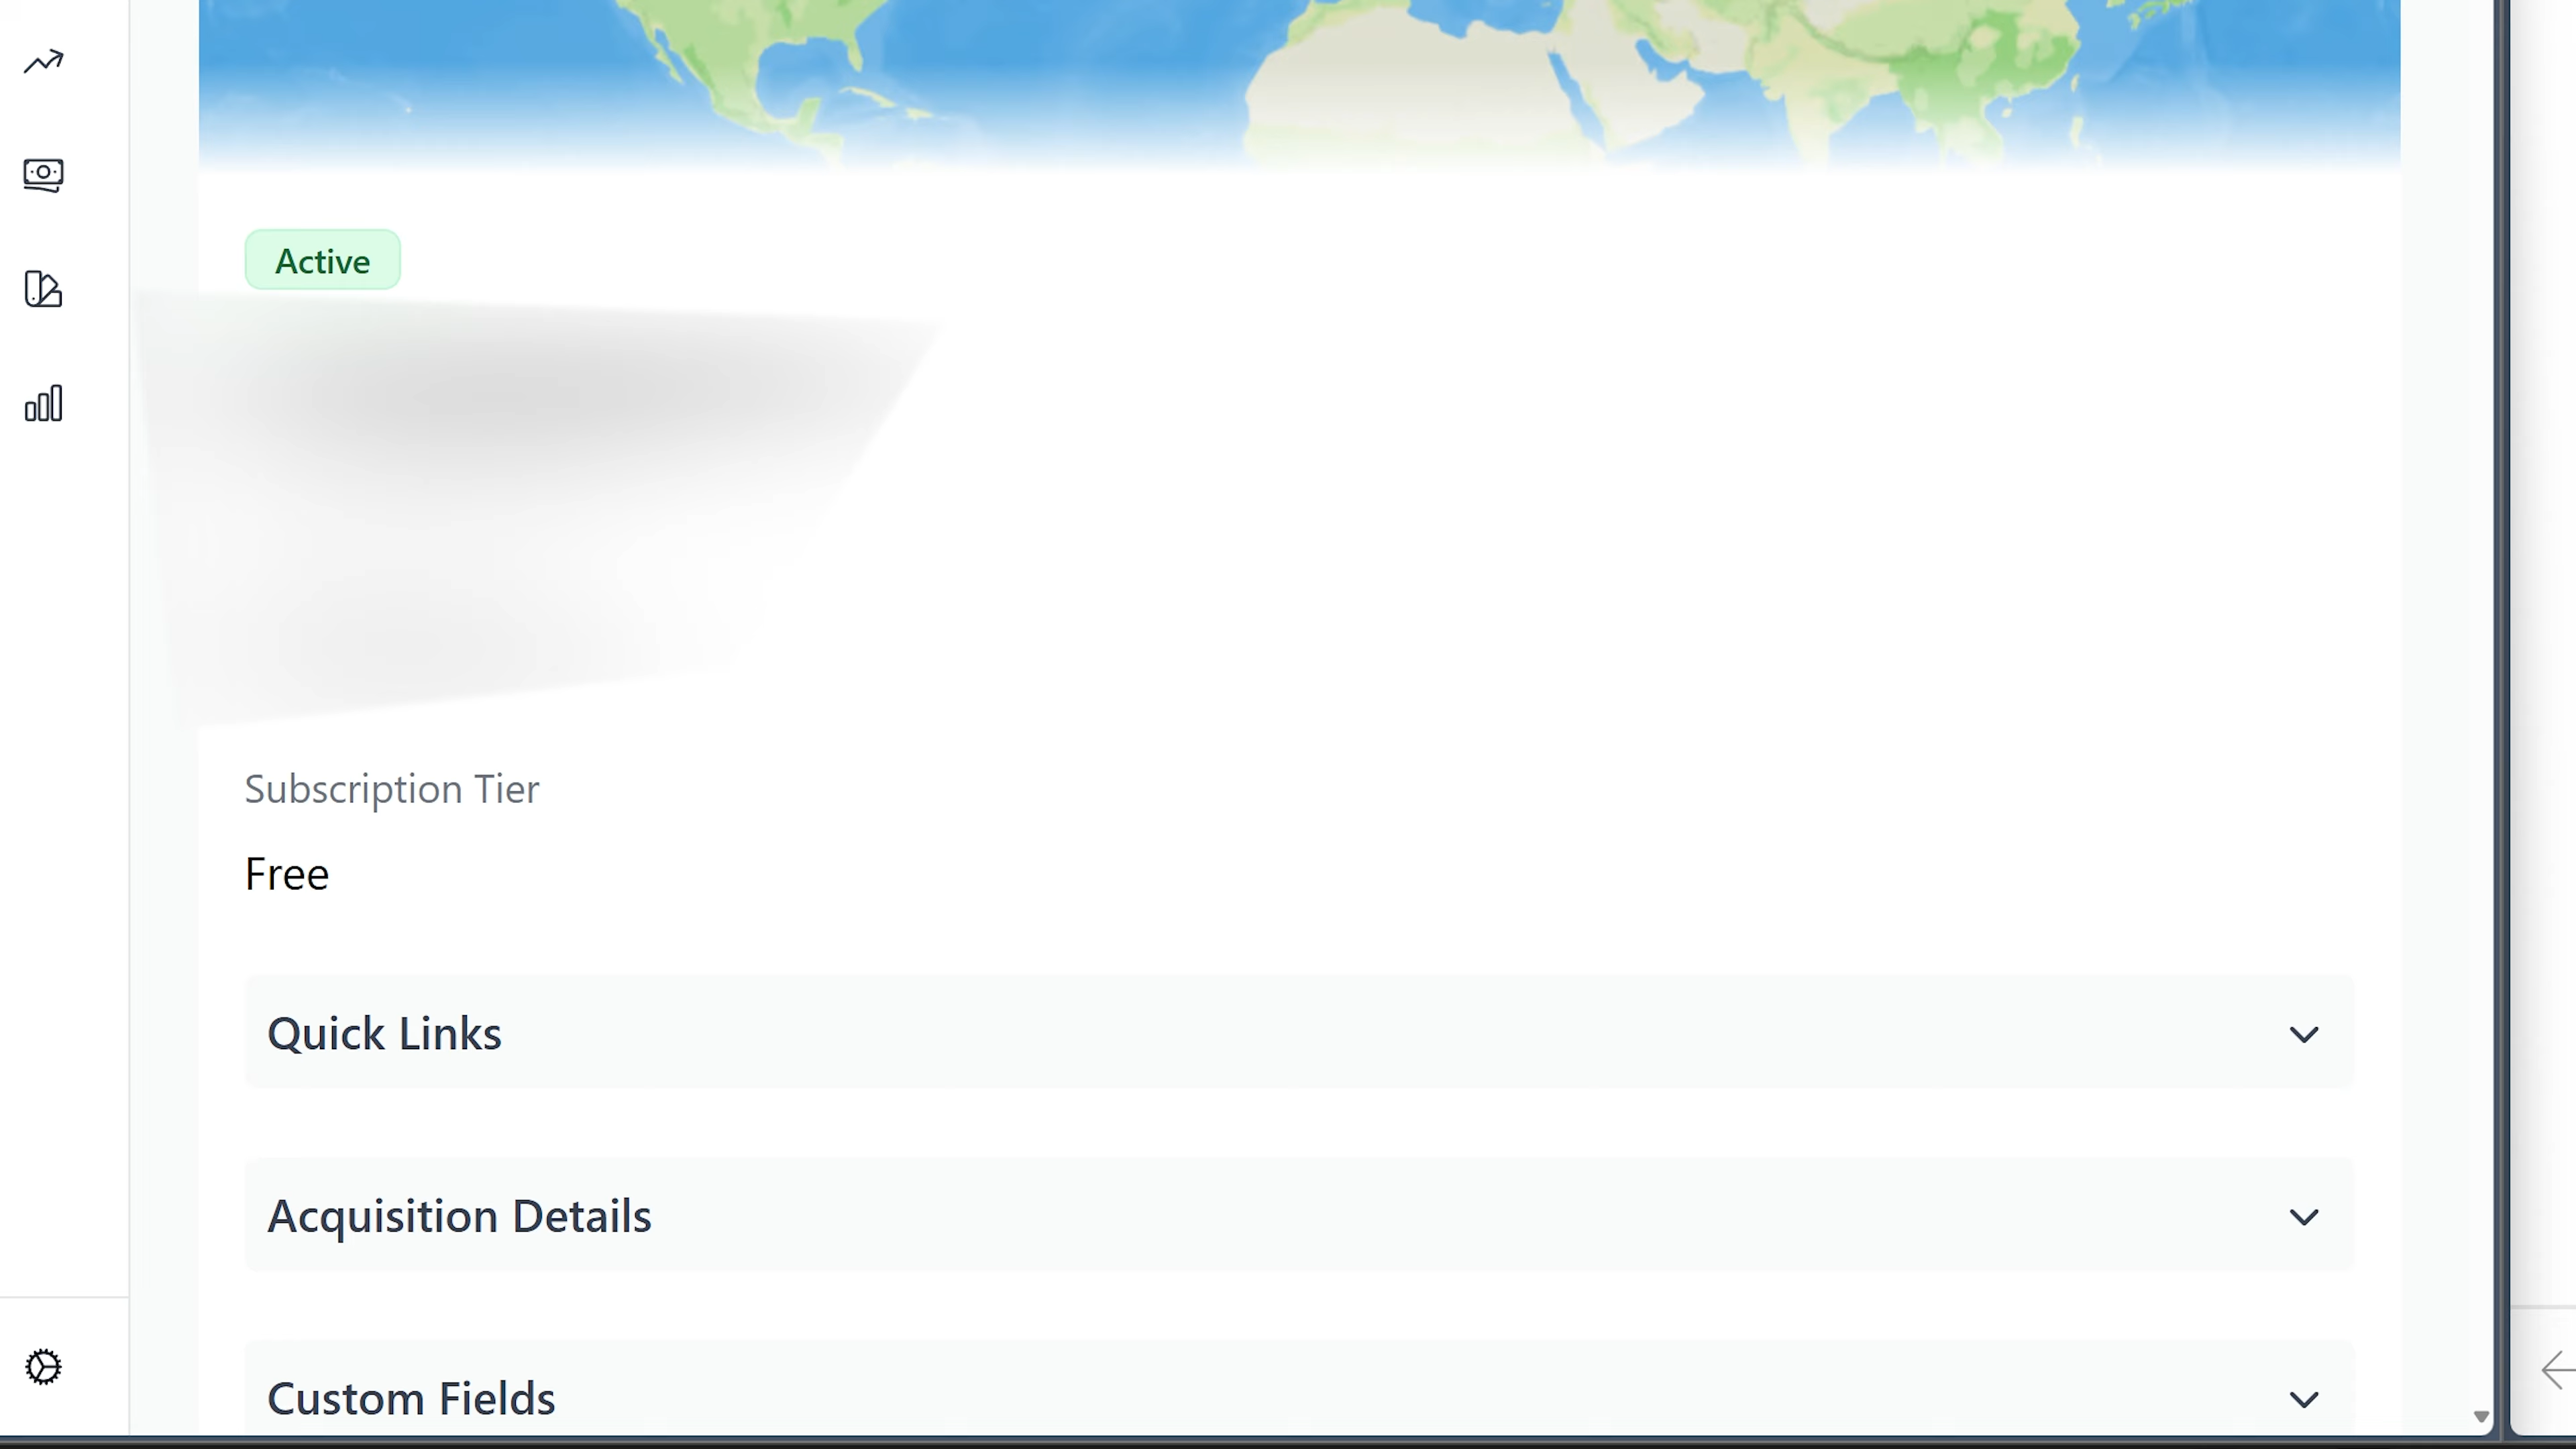 Active
Subscription Tier
Free
Quick Links
Acquisition Details
Custom Fields